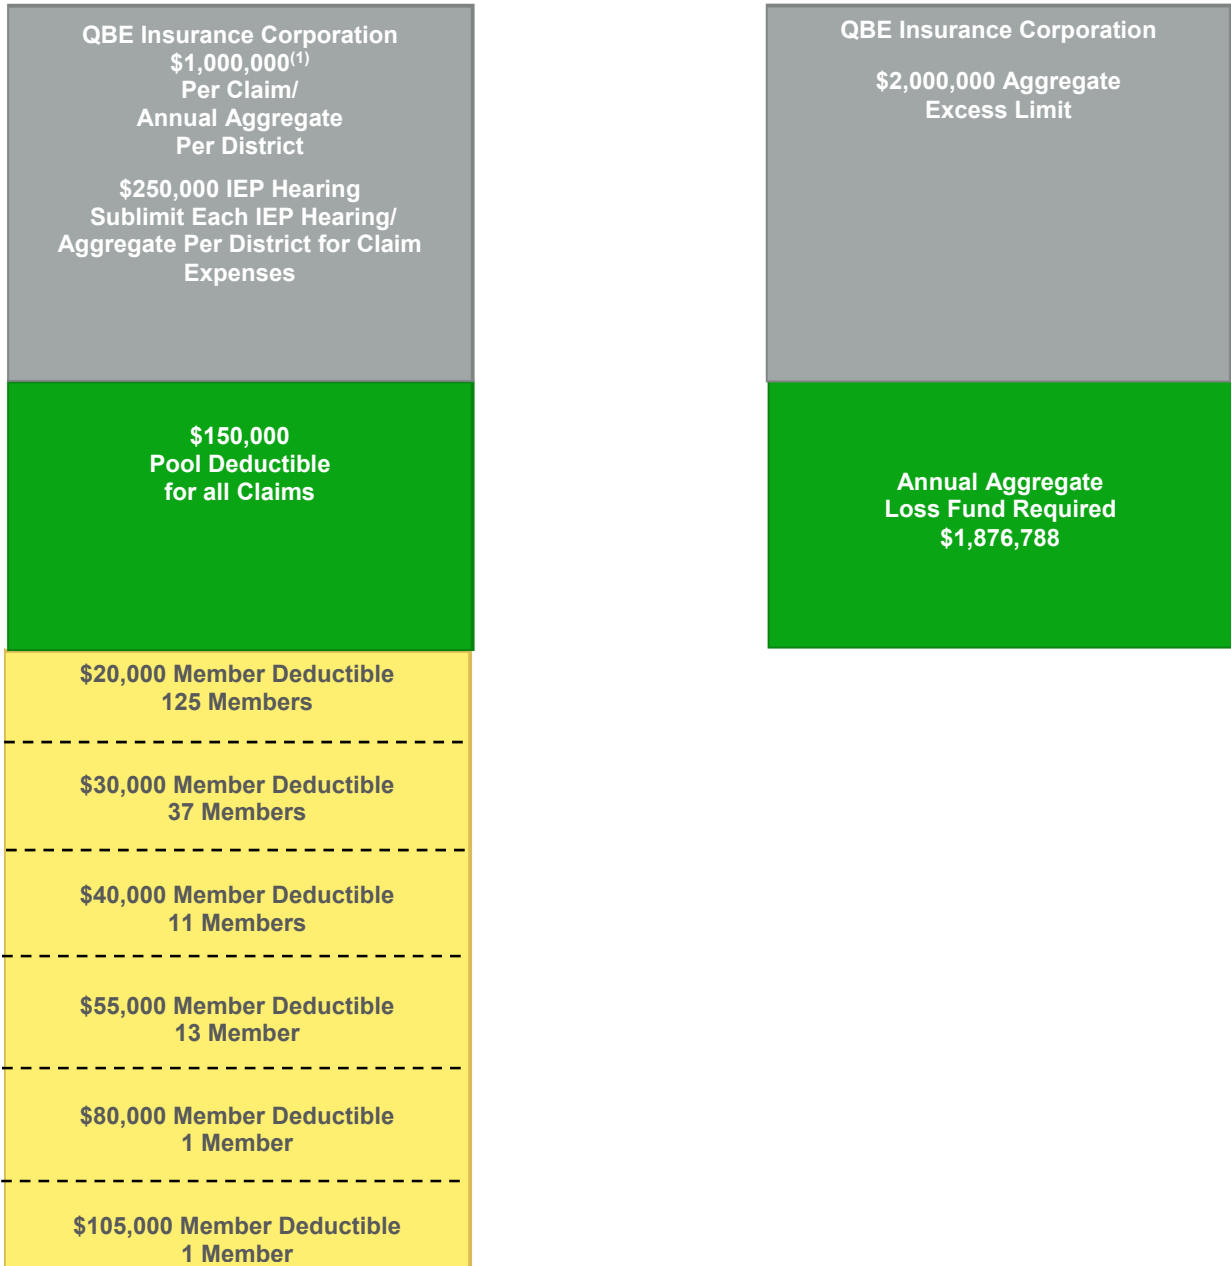 QBE Insurance Corporation
$1,000,000(1)
Per Claim/
Annual Aggregate
Per District
$250,000 IEP Hearing
Sublimit Each IEP Hearing/
Aggregate Per District for Claim
Expenses
$150,000
Pool Deductible
for all Claims
$20,000 Member Deductible
125 Members
$30,000 Member Deductible
37 Members
$40,000 Member Deductible
11 Members
$55,000 Member Deductible
13 Member
$80,000 Member Deductible
1 Member
$105,000 Member Deductible
1 Member
QBE Insurance Corporation
$2,000,000 Aggregate
Excess Limit
Annual Aggregate
Loss Fund Required
$1,876,788